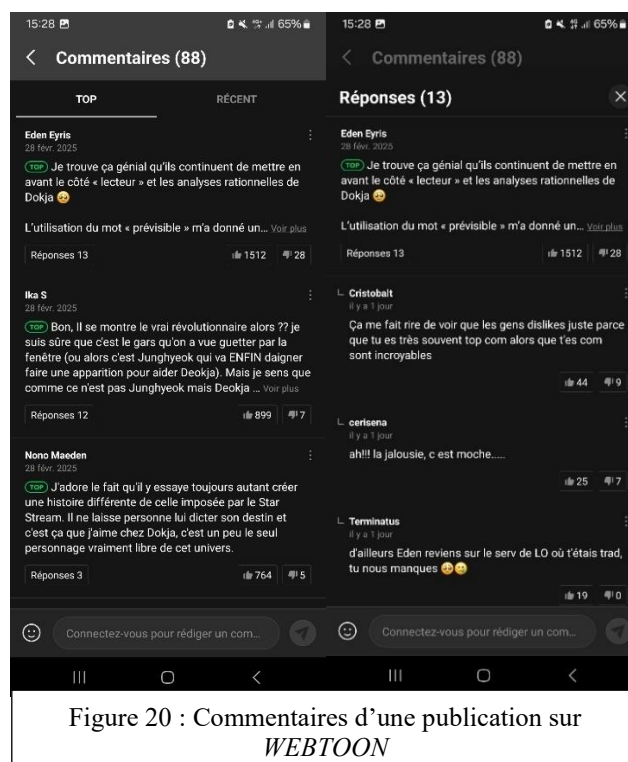 15:28
65%
Commentaires (88)
TOP
RÉCENT
Eden Eyris
28 févr. 2025
TOP Je trouve ça génial qu'ils continuent de mettre en
avant le côté « lecteur » et les analyses rationnelles de
Dokja 🥹
L'utilisation du mot « prévisible » m'a donné un... Voir plus
Réponses 13
1512
28
Ika S
28 févr. 2025
TOP Bon, Il se montre le vrai révolutionnaire alors ?? je
suis sûre que c'est le gars qu'on a vue guetter par la
fenêtre (ou alors c'est Junghyeok qui va ENFIN daigner
faire une apparition pour aider Deokja). Mais je sens que
comme ce n'est pas Junghyeok mais Deokja ... Voir plus
Réponses 12
899
7
Nono Maeden
28 févr. 2025
TOP J'adore le fait qu'il y essaye toujours autant créer
une histoire différente de celle imposée par le Star
Stream. Il ne laisse personne lui dicter son destin et
c'est ça que j'aime chez Dokja, c'est un peu le seul
personnage vraiment libre de cet univers.
Réponses 3
764
5
Connectez-vous pour rédiger un com...
15:28
65%
Commentaires (88)
Réponses (13)
Eden Eyris
28 févr. 2025
TOP Je trouve ça génial qu'ils continuent de mettre en
avant le côté « lecteur » et les analyses rationnelles de
Dokja 🥹
L'utilisation du mot « prévisible » m'a donné un... Voir plus
Réponses 13
1512
28
Cristobalt
il y a 1 jour
Ça me fait rire de voir que les gens dislikes juste parce
que tu es très souvent top com alors que t'es com
sont incroyables
44
9
cerisena
il y a 1 jour
ah!!! la jalousie, c est moche.....
25
7
Terminatus
il y a 1 jour
d'ailleurs Eden reviens sur le serv de LO où t'étais trad,
tu nous manques 🥹🙂
19
0
Connectez-vous pour rédiger un com...
Figure 20 : Commentaires d'une publication sur
WEBTOON